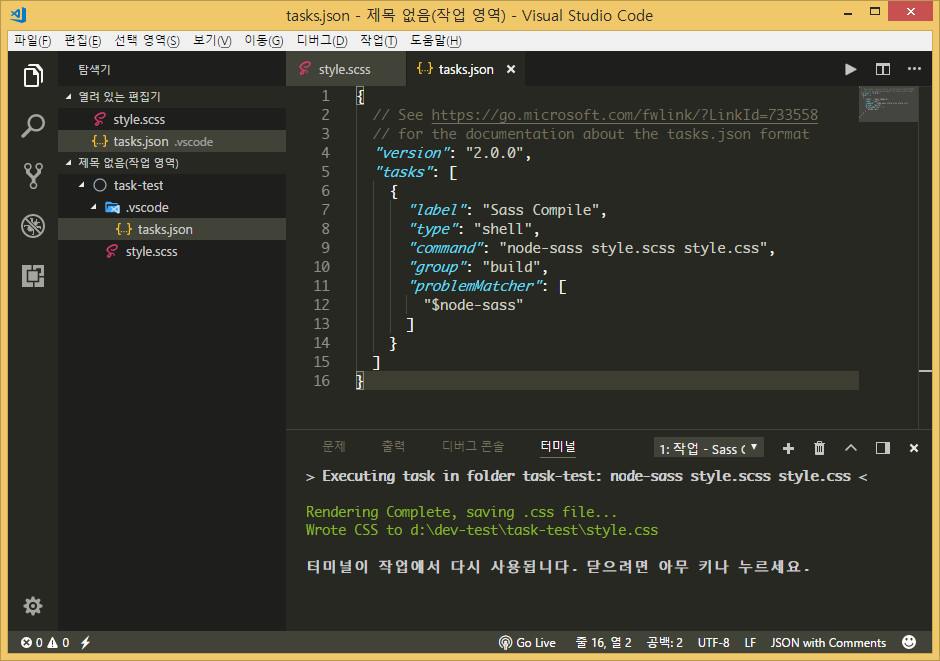 tasks.json - 제목 없음(작업 영역) - Visual Studio Code
파일(F) 편집(E) 선택 영역(S) 보기(V) 이동(G) 디버그(D) 작업(T) 도움말(H)
탐색기
열려 있는 편집기
style.scss
tasks.json .vscode
제목 없음(작업 영역)
task-test
.vscode
tasks.json
style.scss
style.scss {··} tasks.json ×
1 {
2 // See https://go.microsoft.com/fwlink/?LinkId=733558
3 // for the documentation about the tasks.json format
4 "version": "2.0.0",
5 "tasks": [
6 {
7 "label": "Sass Compile",
8 "type": "shell",
9 "command": "node-sass style.scss style.css",
10 "group": "build",
11 "problemMatcher": [
12 "$node-sass"
13 ]
14 }
15 ]
16 }
문제 출력 디버그 콘솔 터미널 1: 작업 - Sass C
> Executing task in folder task-test: node-sass style.scss style.css <
Rendering Complete, saving .css file...
Wrote CSS to d:\dev-test\task-test\style.css
터미널이 작업에서 다시 사용됩니다. 닫으려면 아무 키나 누르세요.
0 0 Go Live 줄 16, 열 2 공백: 2 UTF-8 LF JSON with Comments